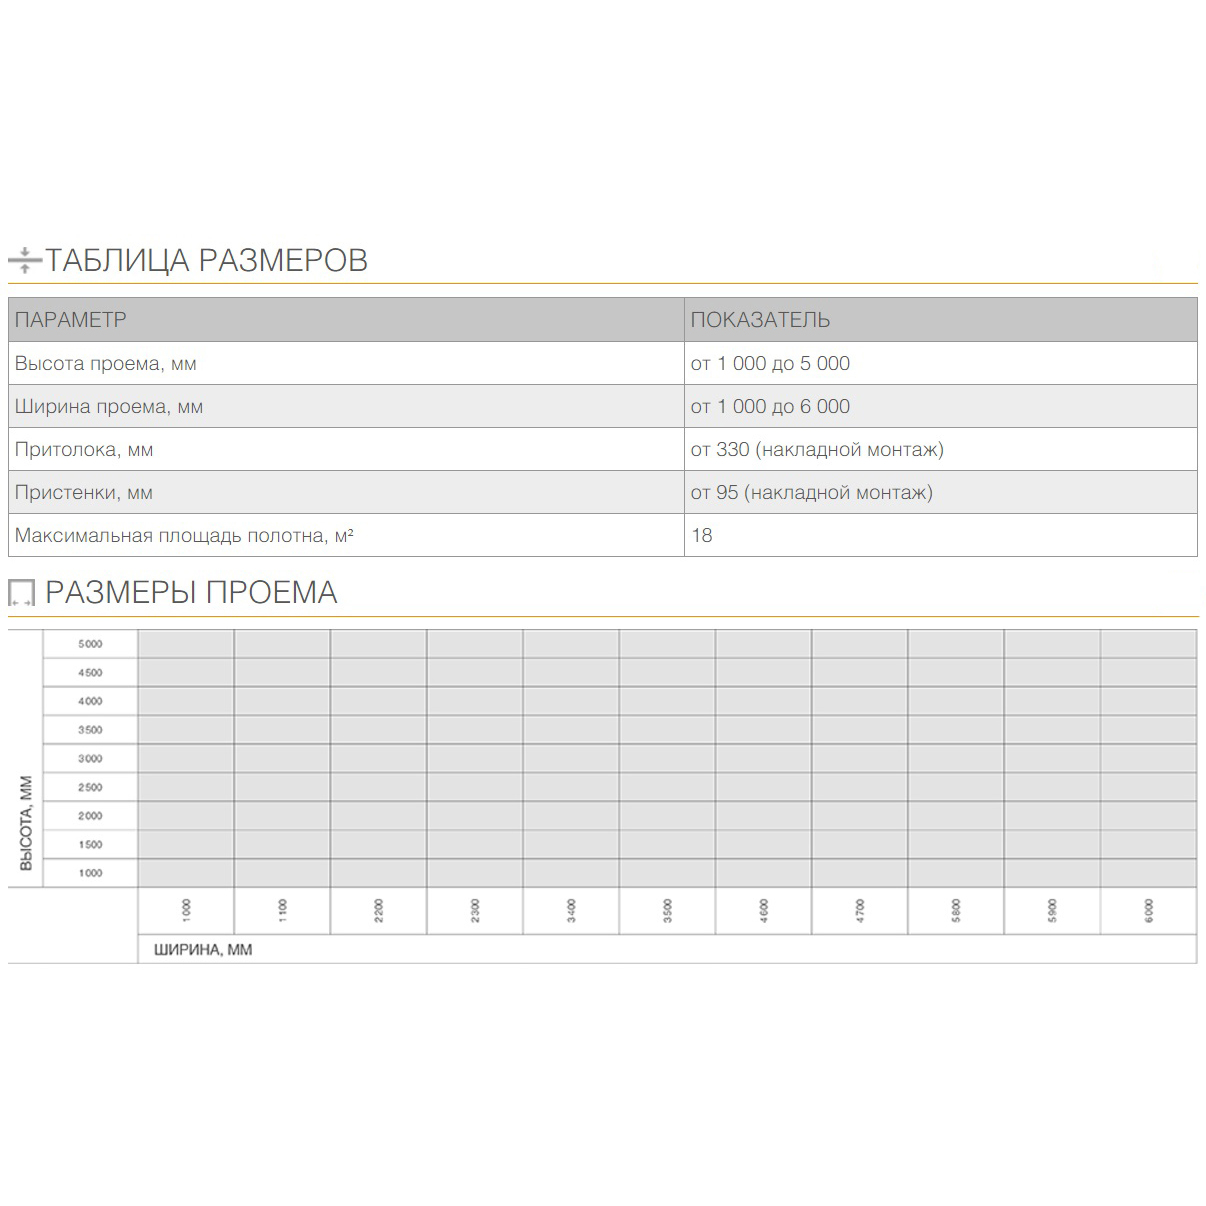 ТАБЛИЦА РАЗМЕРОВ
ПАРАМЕТР ПОКАЗАТЕЛЬ
Высота проема, мм от 1 000 до 5 000
Ширина проема, мм от 1 000 до 6 000
Притолока, мм от 330 (накладной монтаж)
Пристенки, мм от 95 (накладной монтаж)
Максимальная площадь полотна, м² 18
РАЗМЕРЫ ПРОЕМА
ВЫСОТА, ММ
5000
4500
4000
3500
3000
2500
2000
1500
1000
1000 1100 2200 2300 3400 3500 4600 4700 5800 5900 6000
ШИРИНА, ММ